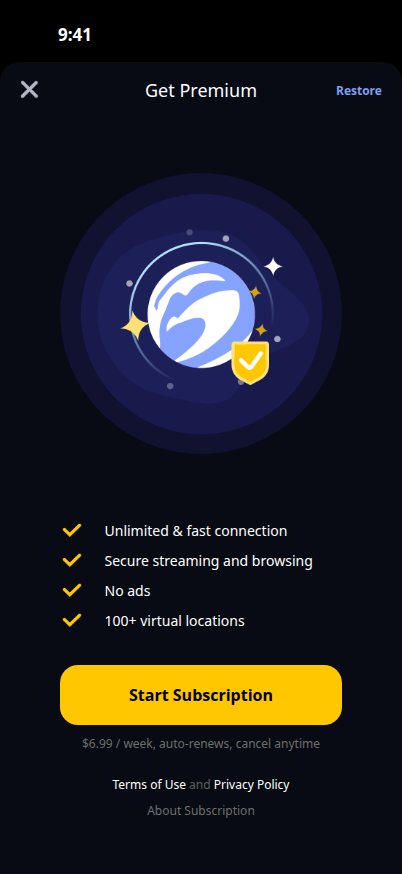 9:41
Get Premium
Restore
Unlimited & fast connection
Secure streaming and browsing
No ads
100+ virtual locations
Start Subscription
$6.99 / week, auto-renews, cancel anytime
Terms of Use and Privacy Policy
About Subscription